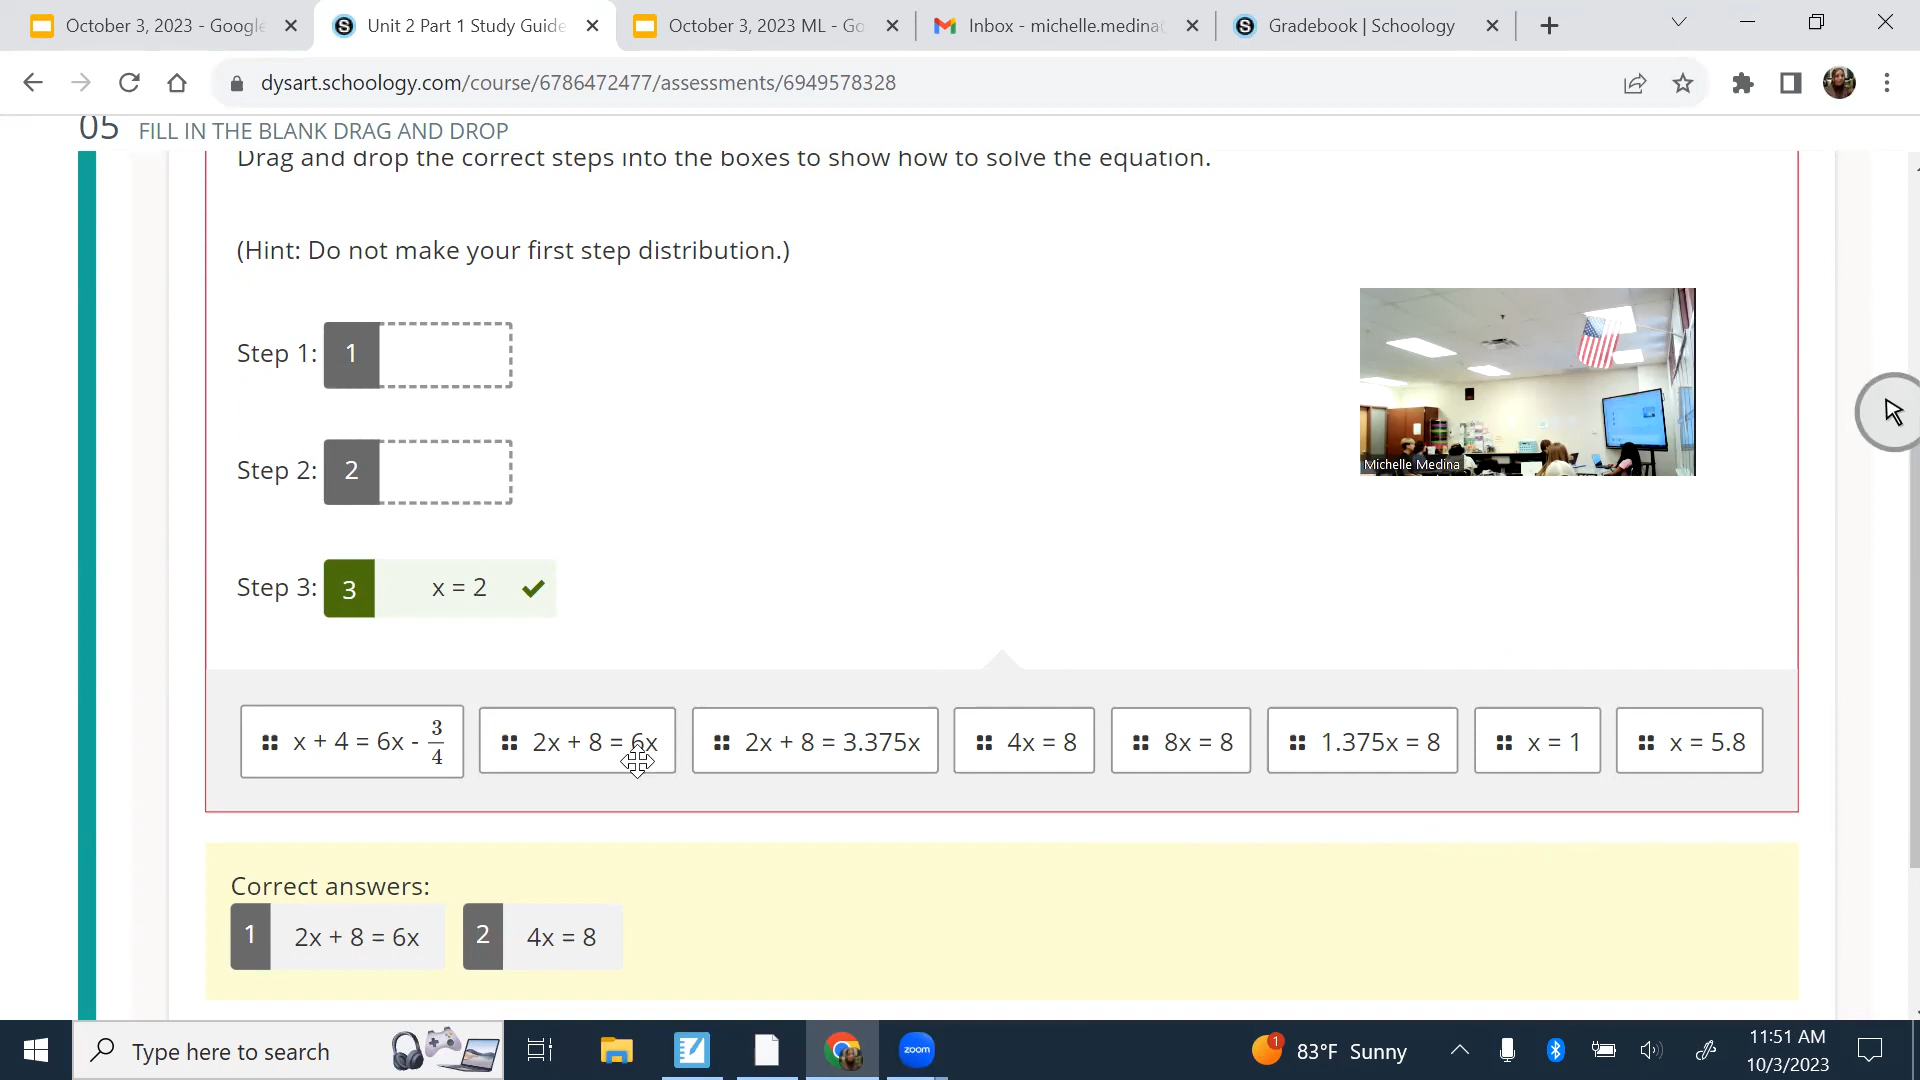 October 3, 2023 - Google
Unit 2 Part 1 Study Guide
October 3, 2023 ML - Go
Inbox - michelle.medina
Gradebook | Schoology
dysart.schoology.com/course/6786472477/assessments/6949578328
05 FILL IN THE BLANK DRAG AND DROP
Drag and drop the correct steps into the boxes to show how to solve the equation.
(Hint: Do not make your first step distribution.)
Step 1: 1
Step 2: 2
Step 3: 3 x = 2
Michelle Medina
x + 4 = 6x - 3/4
2x + 8 = 6x
2x + 8 = 3.375x
4x = 8
8x = 8
1.375x = 8
x = 1
x = 5.8
Correct answers:
1 2x + 8 = 6x
2 4x = 8
Type here to search
zoom
1
83°F Sunny
11:51 AM
10/3/2023